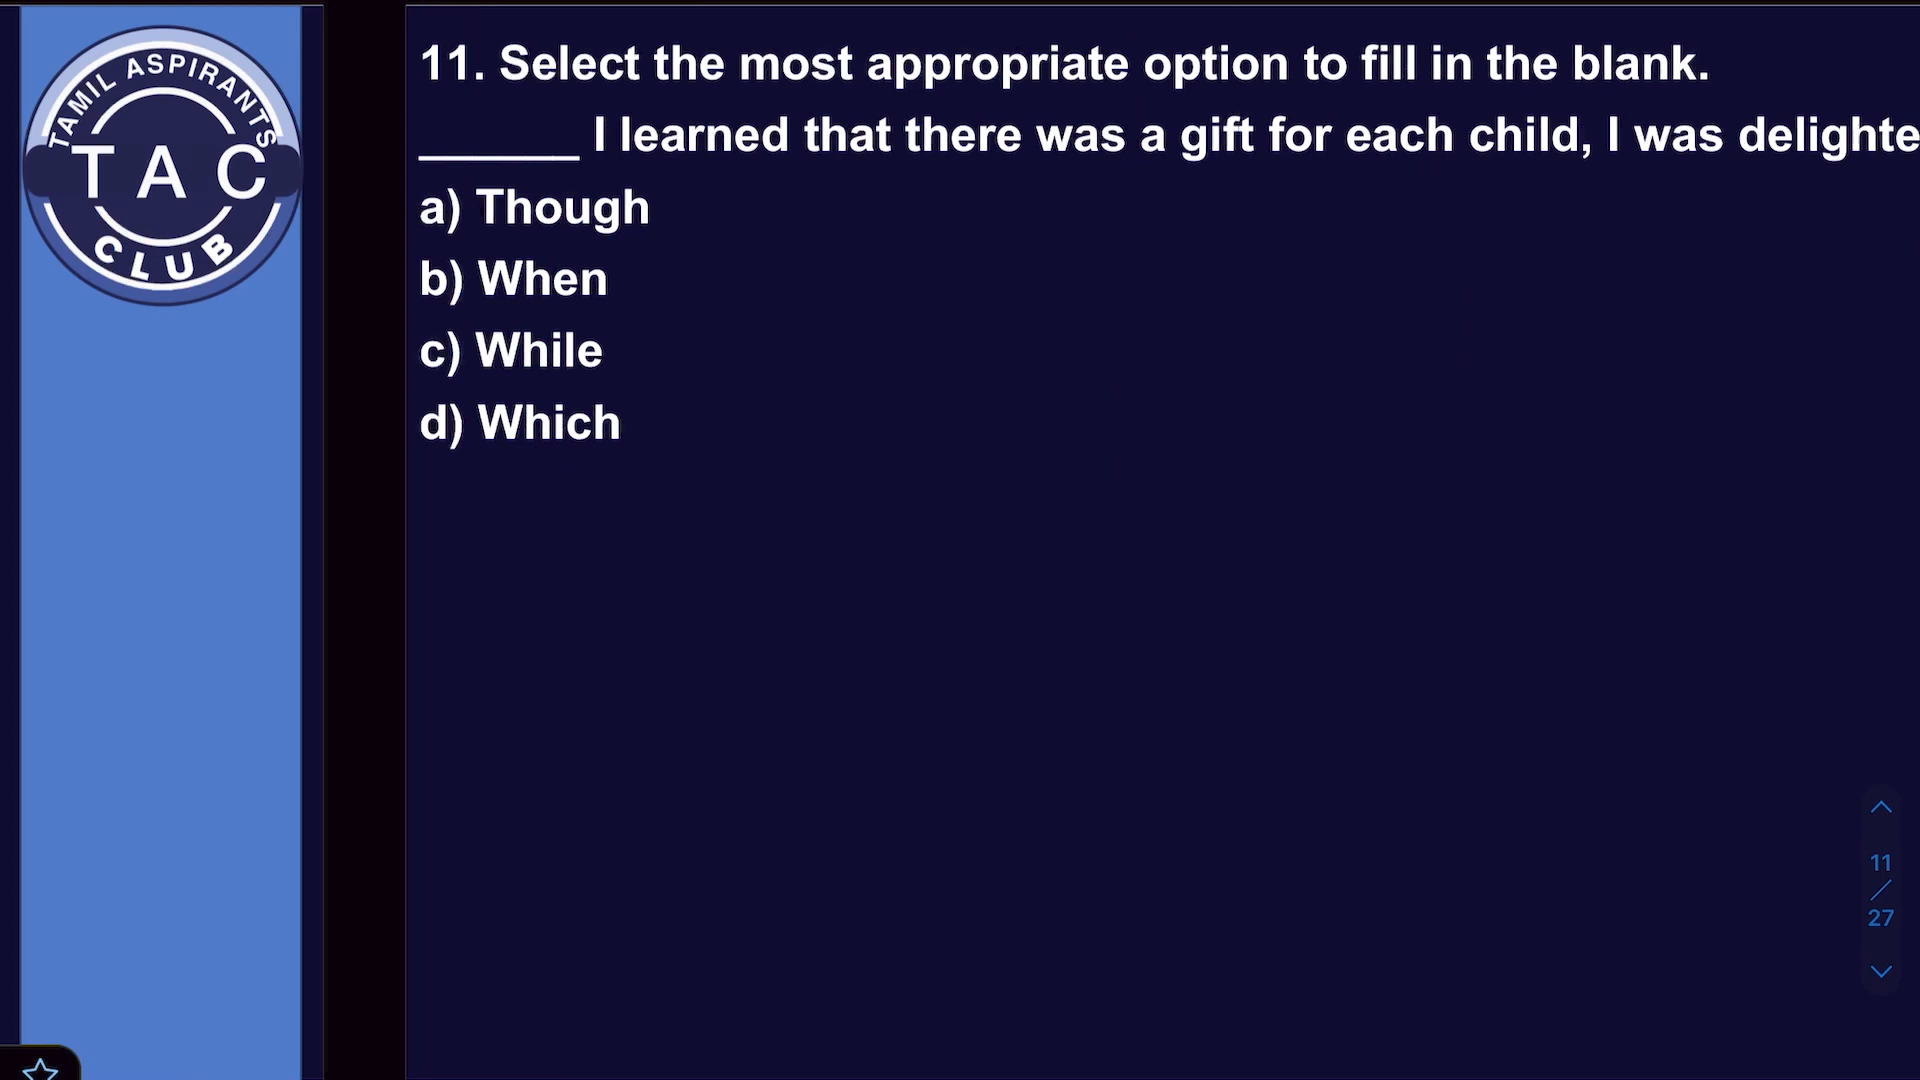 TAMIL ASPIRANTS
TAC
CLUB
11. Select the most appropriate option to fill in the blank.
______ I learned that there was a gift for each child, I was delighte
a) Though
b) When
c) While
d) Which
11
/
27